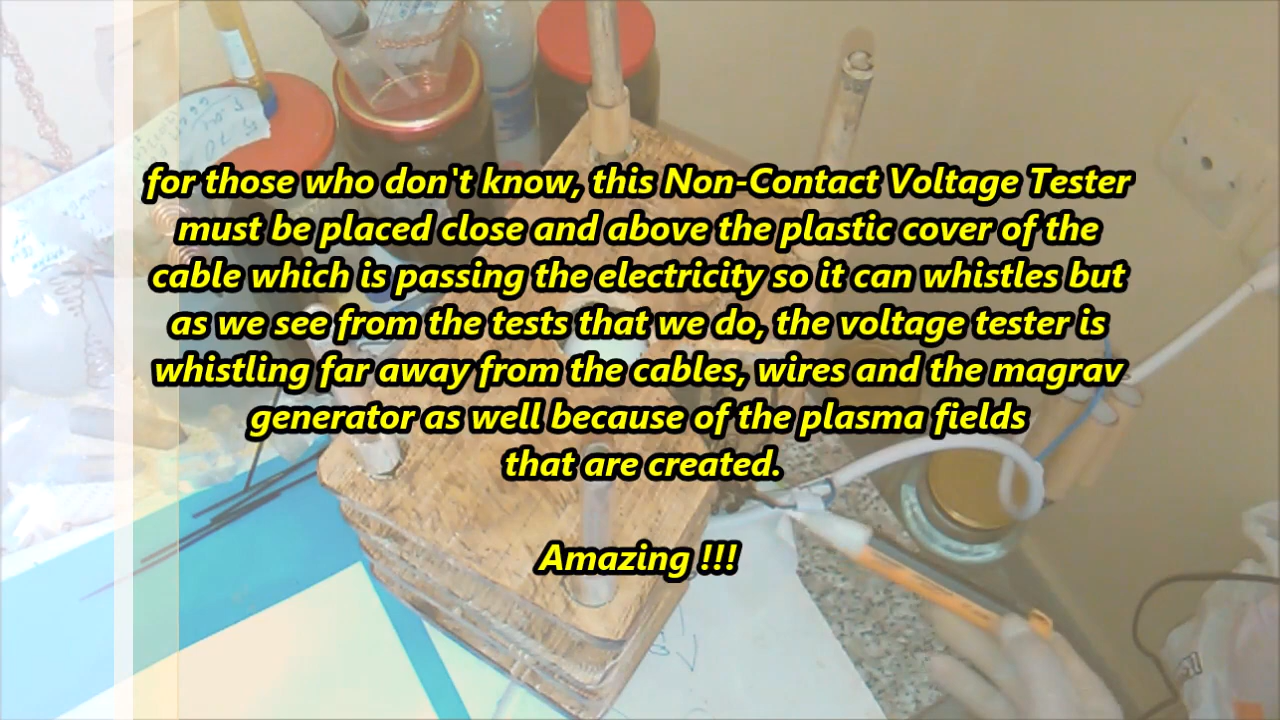 for those who don't know, this Non-Contact Voltage Tester
must be placed close and above the plastic cover of the
cable which is passing the electricity so it can whistles but
as we see from the tests that we do, the voltage tester is
whistling far away from the cables, wires and the magrav
generator as well because of the plasma fields
that are created.
Amazing !!!